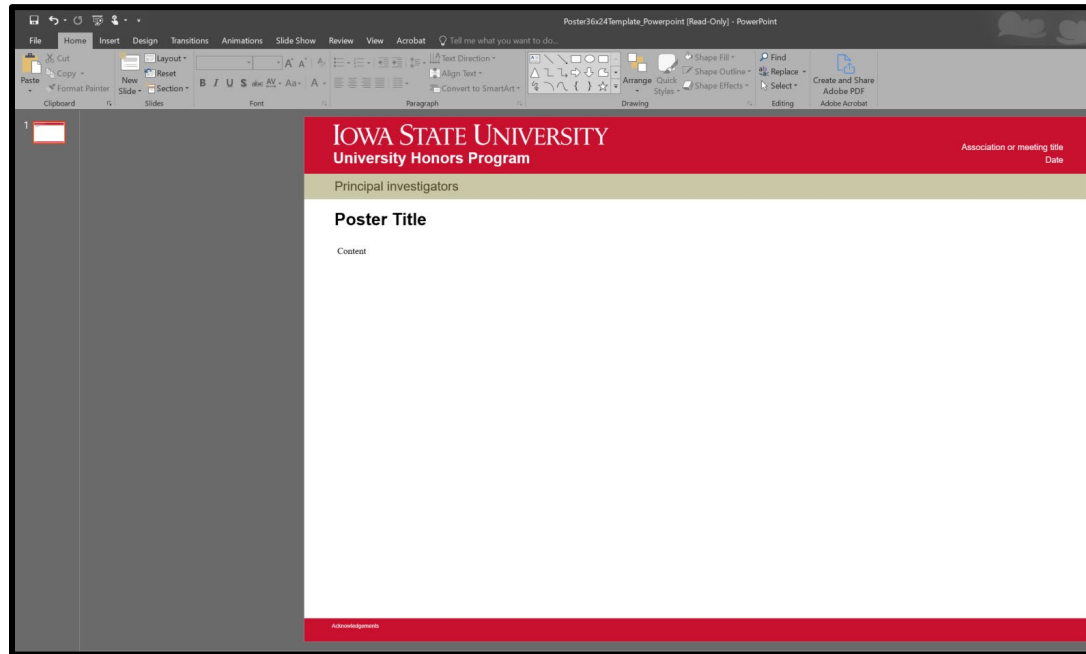 Poster36x24Template_Powerpoint [Read-Only] - PowerPoint
File Home Insert Design Transitions Animations Slide Show Review View Acrobat Tell me what you want to do...
Paste
Cut
Copy
Format Painter
Clipboard
New Slide
Layout
Reset
Section
Slides
B I U S abc AV Aa A
Font
Text Direction
Align Text
Convert to SmartArt
Paragraph
Arrange
Quick Styles
Shape Fill
Shape Outline
Shape Effects
Drawing
Find
Replace
Select
Editing
Create and Share
Adobe PDF
Adobe Acrobat
1
IOWA STATE UNIVERSITY
University Honors Program
Association or meeting title
Date
Principal investigators
Poster Title
Content
Acknowledgements